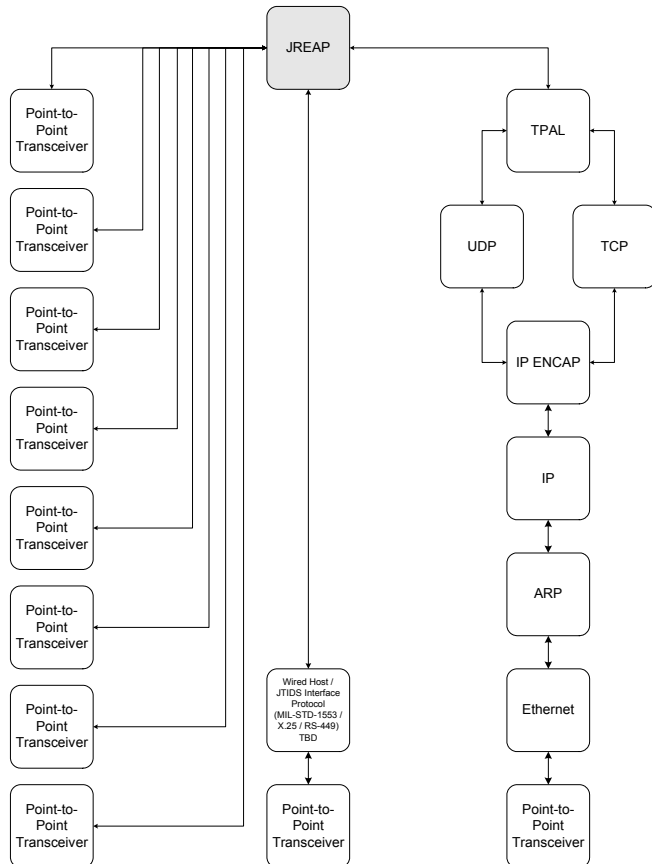 JREAP
Point-to-
Point
Transceiver
TPAL
Point-to-
Point
Transceiver
UDP
TCP
Point-to-
Point
Transceiver
IP ENCAP
Point-to-
Point
Transceiver
IP
Point-to-
Point
Transceiver
ARP
Point-to-
Point
Transceiver
Point-to-
Point
Transceiver
Wired Host /
JTIDS Interface
Protocol
(MIL-STD-1553 /
X.25 / RS-449)
TBD
Ethernet
Point-to-
Point
Transceiver
Point-to-
Point
Transceiver
Point-to-
Point
Transceiver